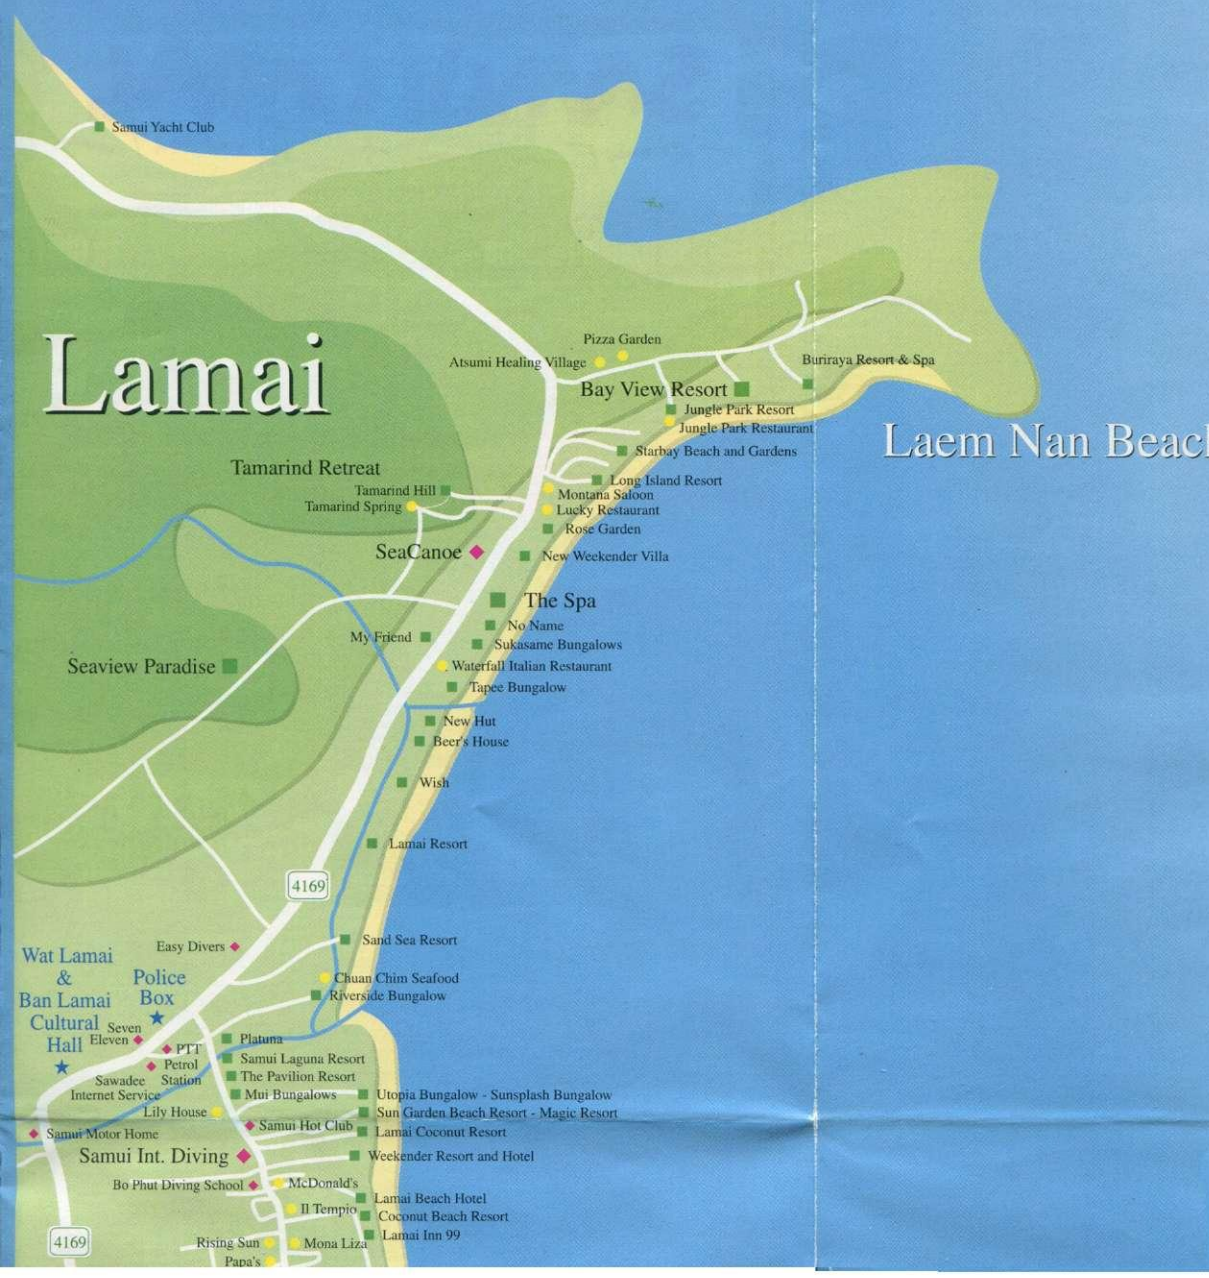 Samui Yacht Club
Lamai
Pizza Garden
Atsumi Healing Village
Buriraya Resort & Spa
Bay View Resort
Jungle Park Resort
Jungle Park Restaurant
Laem Nan Beach
Starbay Beach and Gardens
Tamarind Retreat
Long Island Resort
Tamarind Hill
Montana Saloon
Tamarind Spring
Lucky Restaurant
Rose Garden
SeaCanoe
New Weekender Villa
The Spa
No Name
My Friend
Sukasame Bungalows
Seaview Paradise
Waterfall Italian Restaurant
Tapee Bungalow
New Hut
Beer's House
Wish
Lamai Resort
4169
Sand Sea Resort
Easy Divers
Wat Lamai
&
Ban Lamai
Cultural
Hall
Police
Box
Chuan Chim Seafood
Riverside Bungalow
Seven
Eleven
PTT
Petrol
Station
Platuna
Samui Laguna Resort
The Pavilion Resort
Sawadee
Internet Service
Mui Bungalows
Utopia Bungalow - Sunsplash Bungalow
Lily House
Sun Garden Beach Resort - Magic Resort
Samui Hot Club
Samui Motor Home
Lamai Coconut Resort
Samui Int. Diving
Weekender Resort and Hotel
Bo Phut Diving School
McDonald's
Lamai Beach Hotel
Il Tempio
Coconut Beach Resort
Lamai Inn 99
4169
Rising Sun
Mona Liza
Papa's